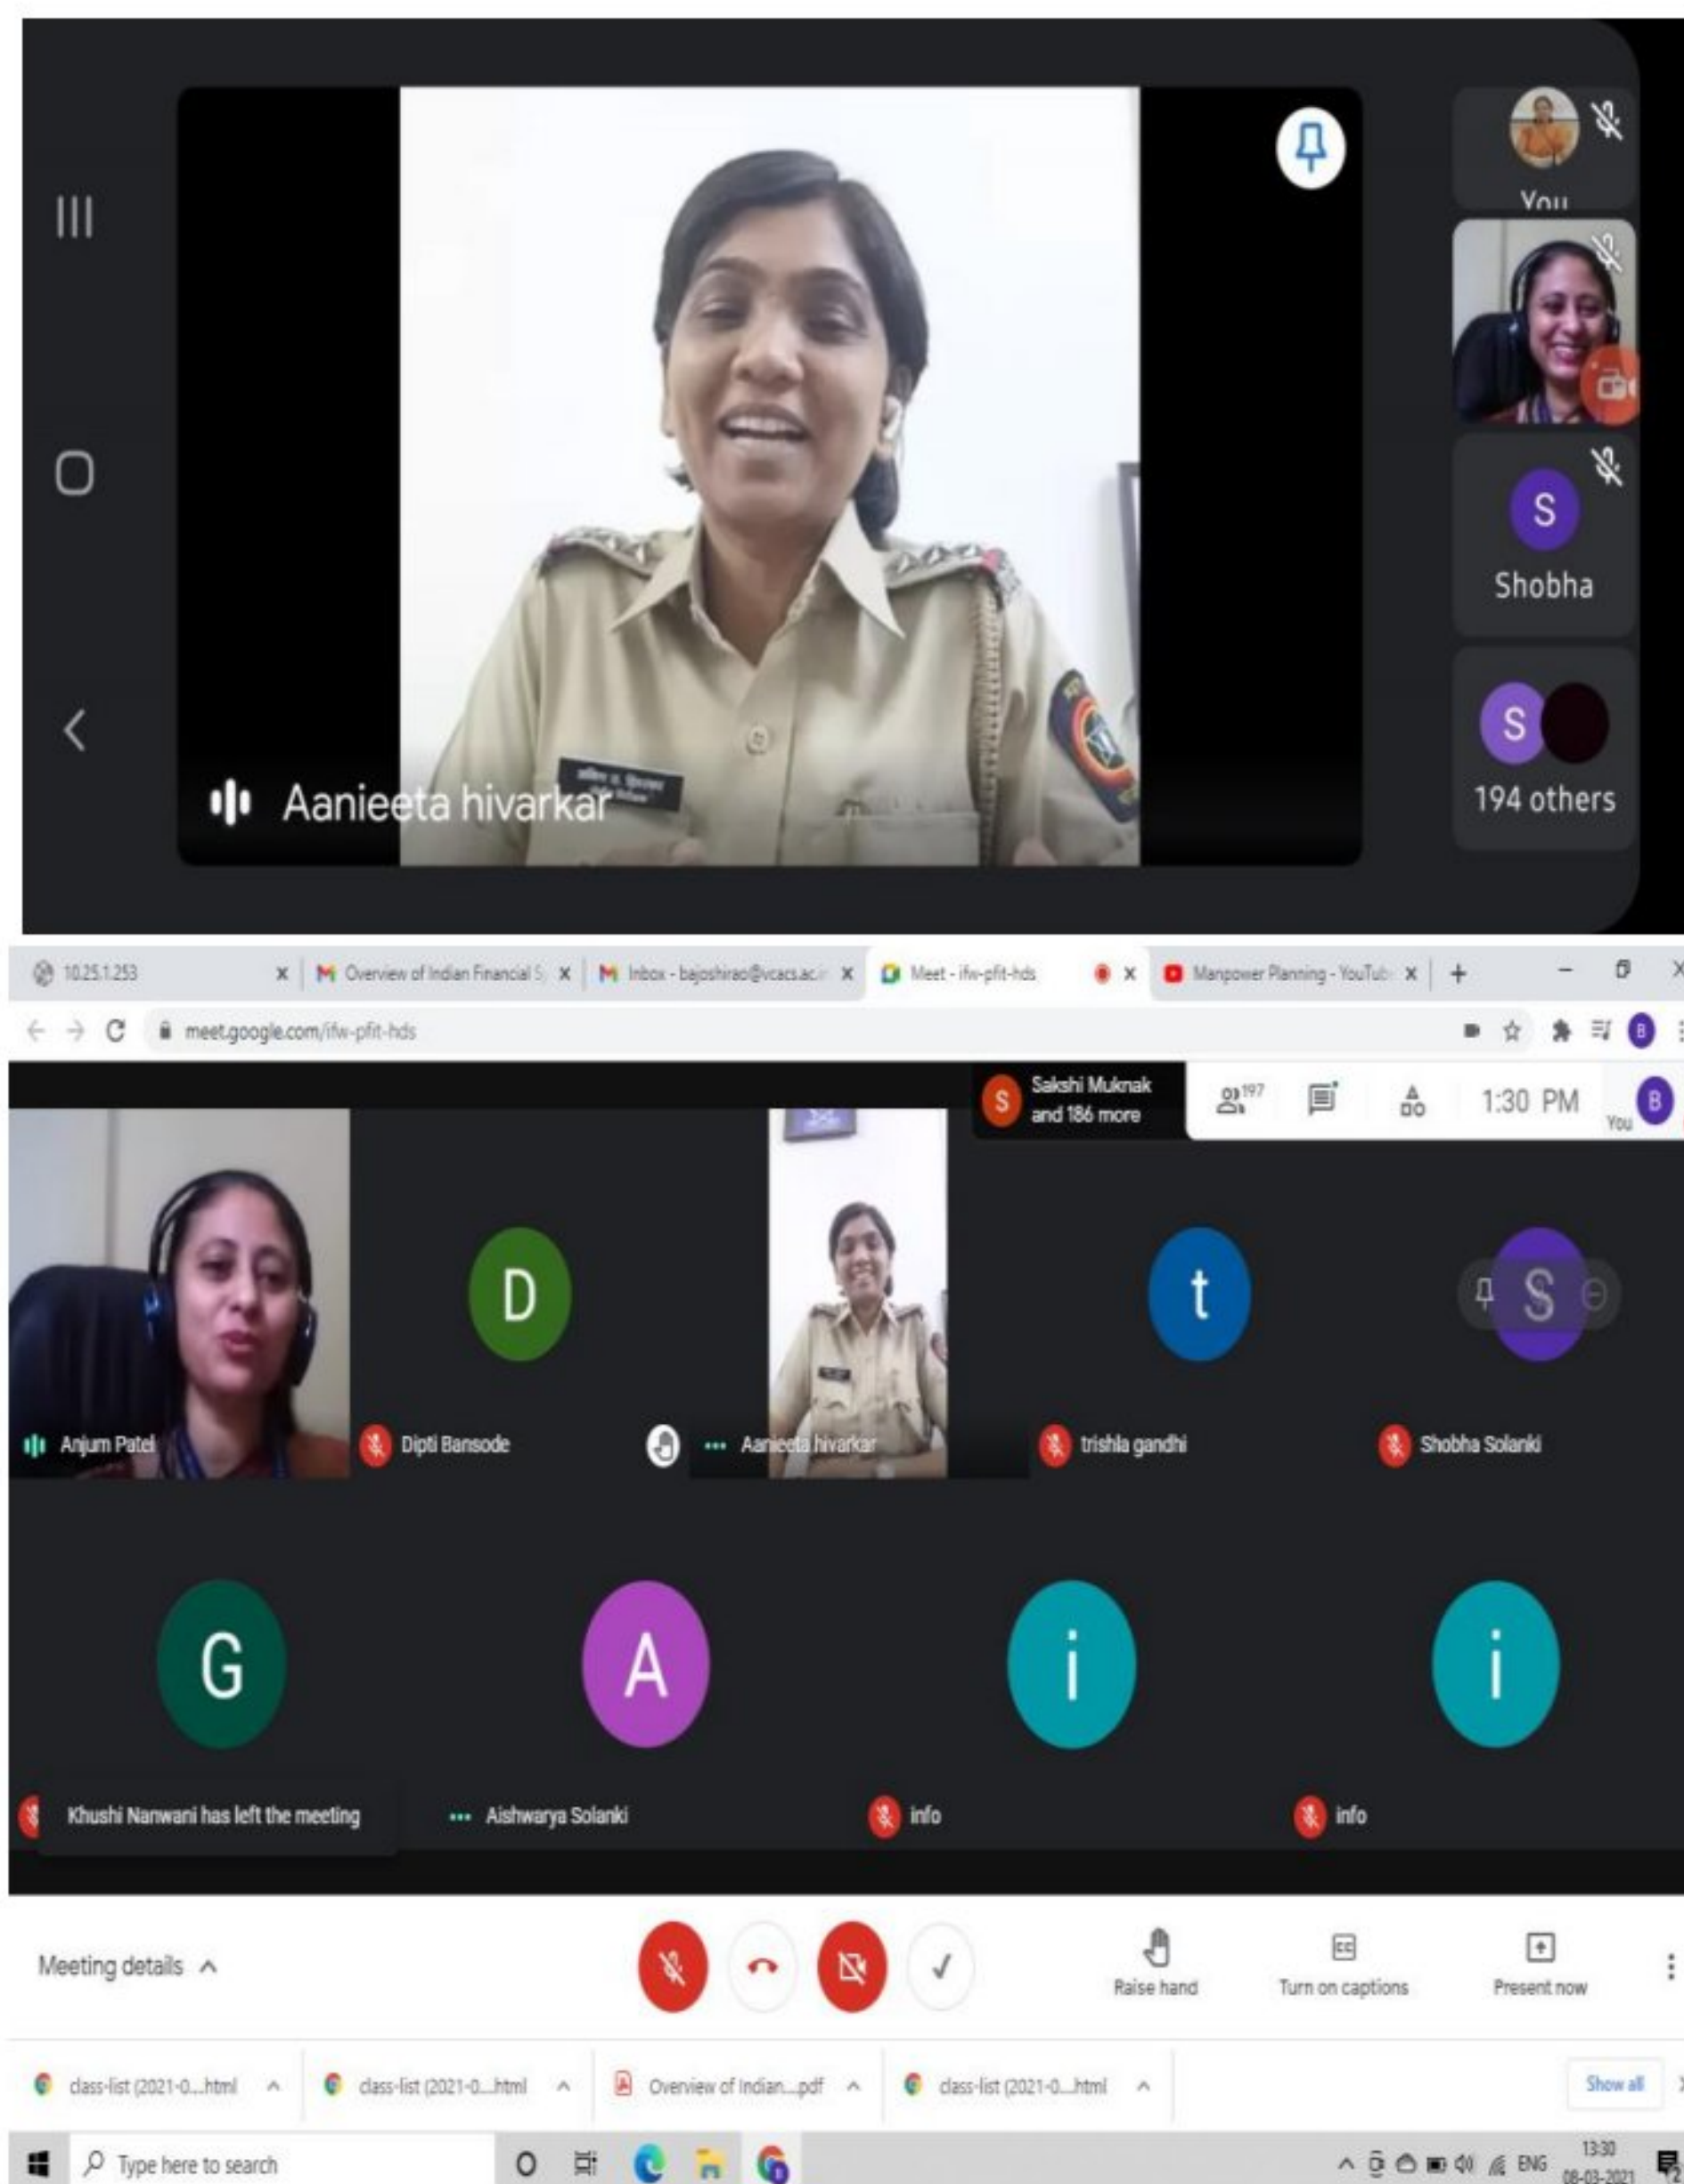 You
S
Shobha
S
194 others
Aanieeta hivarkar
10.25.1.253
Overview of Indian Financial Sy
Inbox - bajoshirao@vcacs.ac.in
Meet - ifw-pfit-hds
Manpower Planning - YouTub
meet.google.com/ifw-pfit-hds
B
S
Sakshi Muknak
and 186 more
197
1:30 PM
You
B
D
t
S
Anjum Patel
Dipti Bansode
Aanieeta hivarkar
trishla gandhi
Shobha Solanki
G
A
i
i
Khushi Nanwani has left the meeting
Aishwarya Solanki
info
info
Meeting details
Raise hand
CC
Turn on captions
Present now
class-list (2021-0....html
class-list (2021-0....html
Overview of Indian....pdf
class-list (2021-0....html
Show all
Type here to search
ENG
13:30
08-03-2021
2